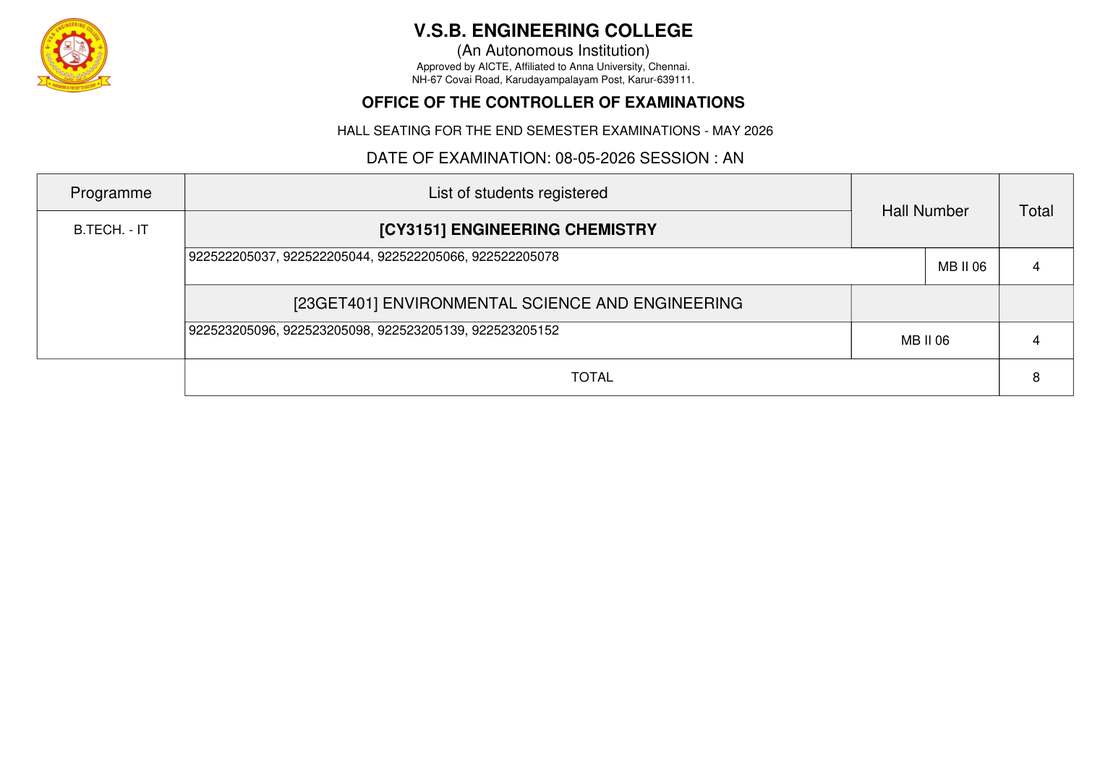 V.S.B. ENGINEERING COLLEGE
(An Autonomous Institution)
Approved by AICTE, Affiliated to Anna University, Chennai.
NH-67 Covai Road, Karudayampalayam Post, Karur-639111.
OFFICE OF THE CONTROLLER OF EXAMINATIONS
HALL SEATING FOR THE END SEMESTER EXAMINATIONS - MAY 2026
DATE OF EXAMINATION: 08-05-2026 SESSION : AN
Programme List of students registered Hall Number Total
B.TECH. - IT [CY3151] ENGINEERING CHEMISTRY
922522205037, 922522205044, 922522205066, 922522205078 MB II 06 4
[23GET401] ENVIRONMENTAL SCIENCE AND ENGINEERING
922523205096, 922523205098, 922523205139, 922523205152 MB II 06 4
TOTAL 8